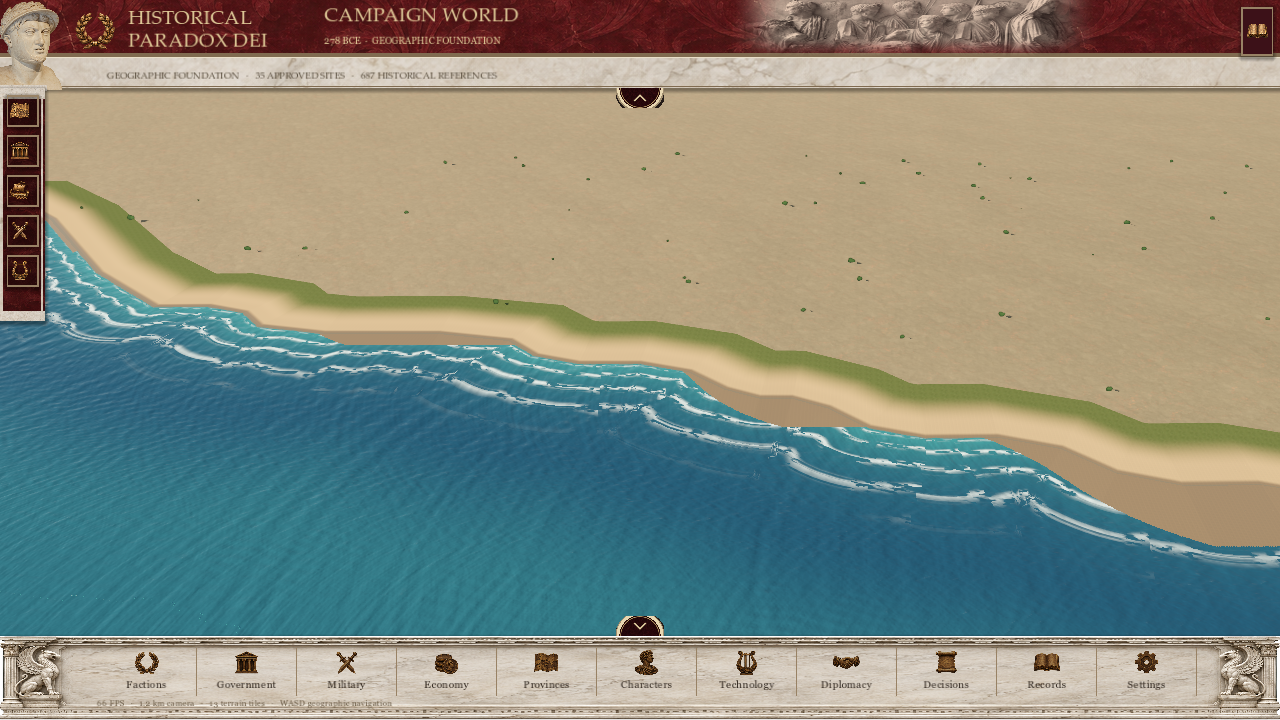 HISTORICAL
PARADOX DEI
CAMPAIGN WORLD
278 BCE · GEOGRAPHIC FOUNDATION
GEOGRAPHIC FOUNDATION · 35 APPROVED SITES · 687 HISTORICAL REFERENCES
Factions
Government
Military
Economy
Provinces
Characters
Technology
Diplomacy
Decisions
Records
Settings
66 FPS · 1.2 km camera · 13 terrain tiles · WASD geographic navigation